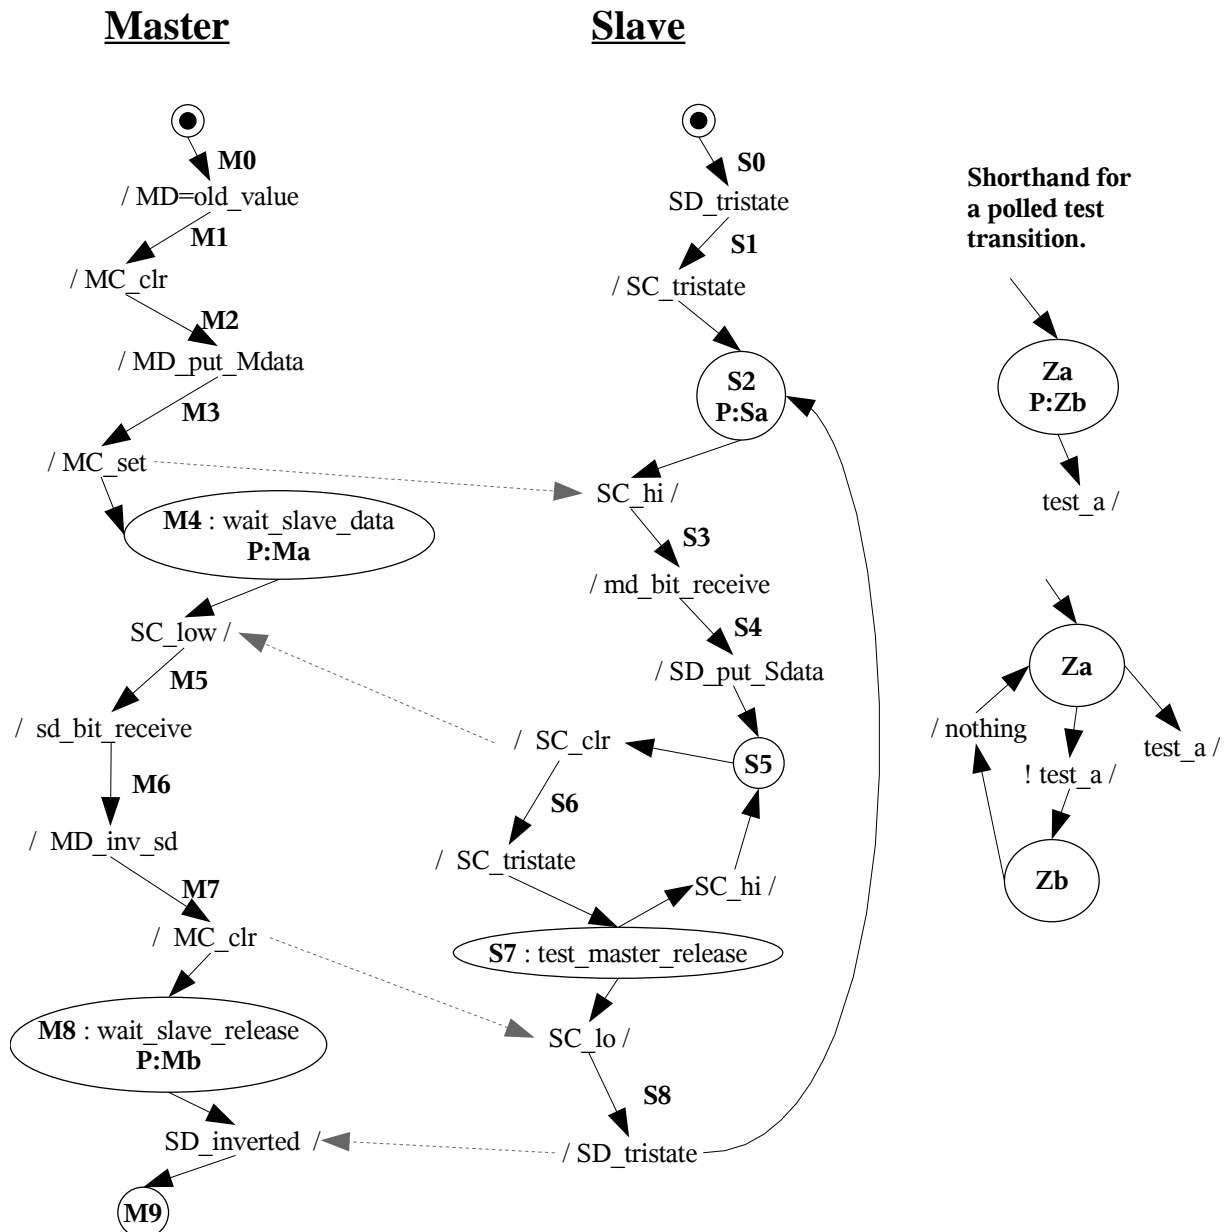 Master
M0
/ MD=old_value
M1
/ MC_clr
M2
/ MD_put_Mdata
M3
/ MC_set
M4 : wait_slave_data
P:Ma
SC_low /
M5
/ sd_bit_receive
M6
/ MD_inv_sd
M7
/ MC_clr
M8 : wait_slave_release
P:Mb
SD_inverted /
M9
Slave
S0
SD_tristate
S1
/ SC_tristate
S2
P:Sa
SC_hi /
S3
/ md_bit_receive
S4
/ SD_put_Sdata
S5
/ SC_clr
S6
/ SC_tristate
SC_hi /
S7 : test_master_release
SC_lo /
S8
/ SD_tristate
Shorthand for
a polled test
transition.
Za
P:Zb
test_a /
Za
/ nothing
test_a /
! test_a /
Zb